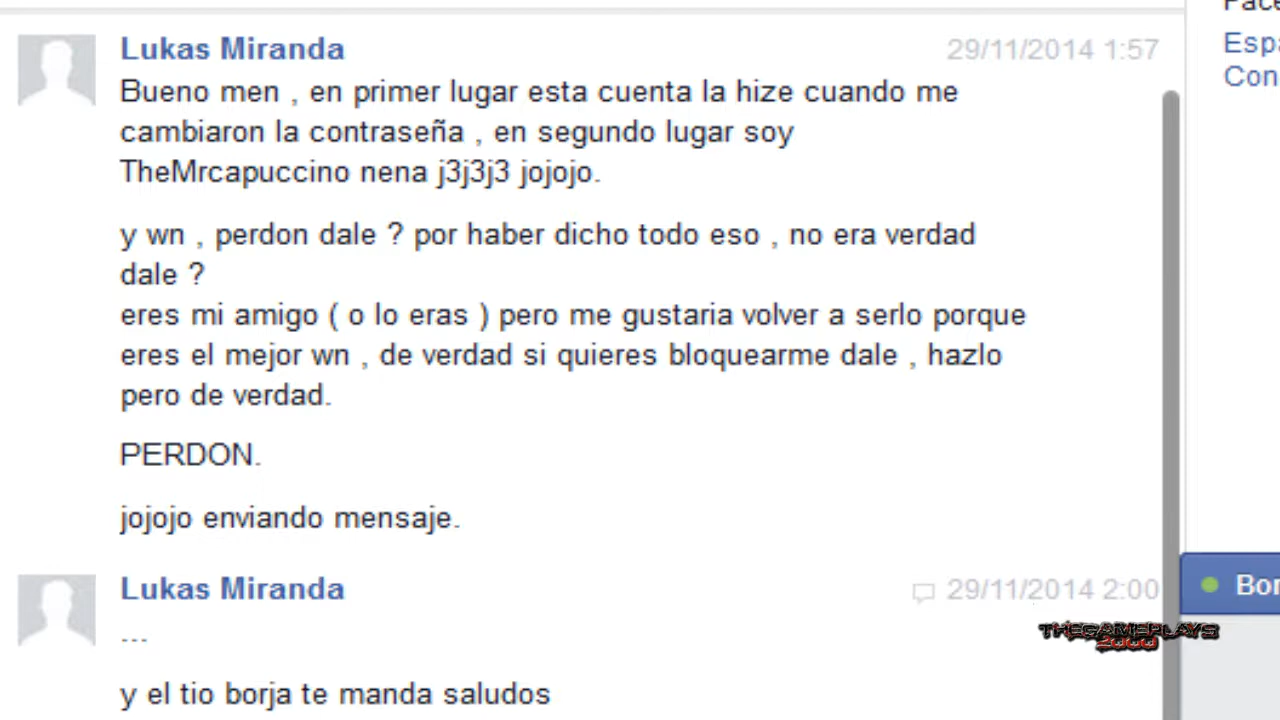 Lukas Miranda 29/11/2014 1:57
Bueno men , en primer lugar esta cuenta la hize cuando me
cambiaron la contraseña , en segundo lugar soy
TheMrcapuccino nena j3j3j3 jojojo.
y wn , perdon dale ? por haber dicho todo eso , no era verdad
dale ?
eres mi amigo ( o lo eras ) pero me gustaria volver a serlo porque
eres el mejor wn , de verdad si quieres bloquearme dale , hazlo
pero de verdad.
PERDON.
jojojo enviando mensaje.
Lukas Miranda 29/11/2014 2:00
---
y el tio borja te manda saludos
Espa
Con
Bor
THEGAMEPLAYS
2000